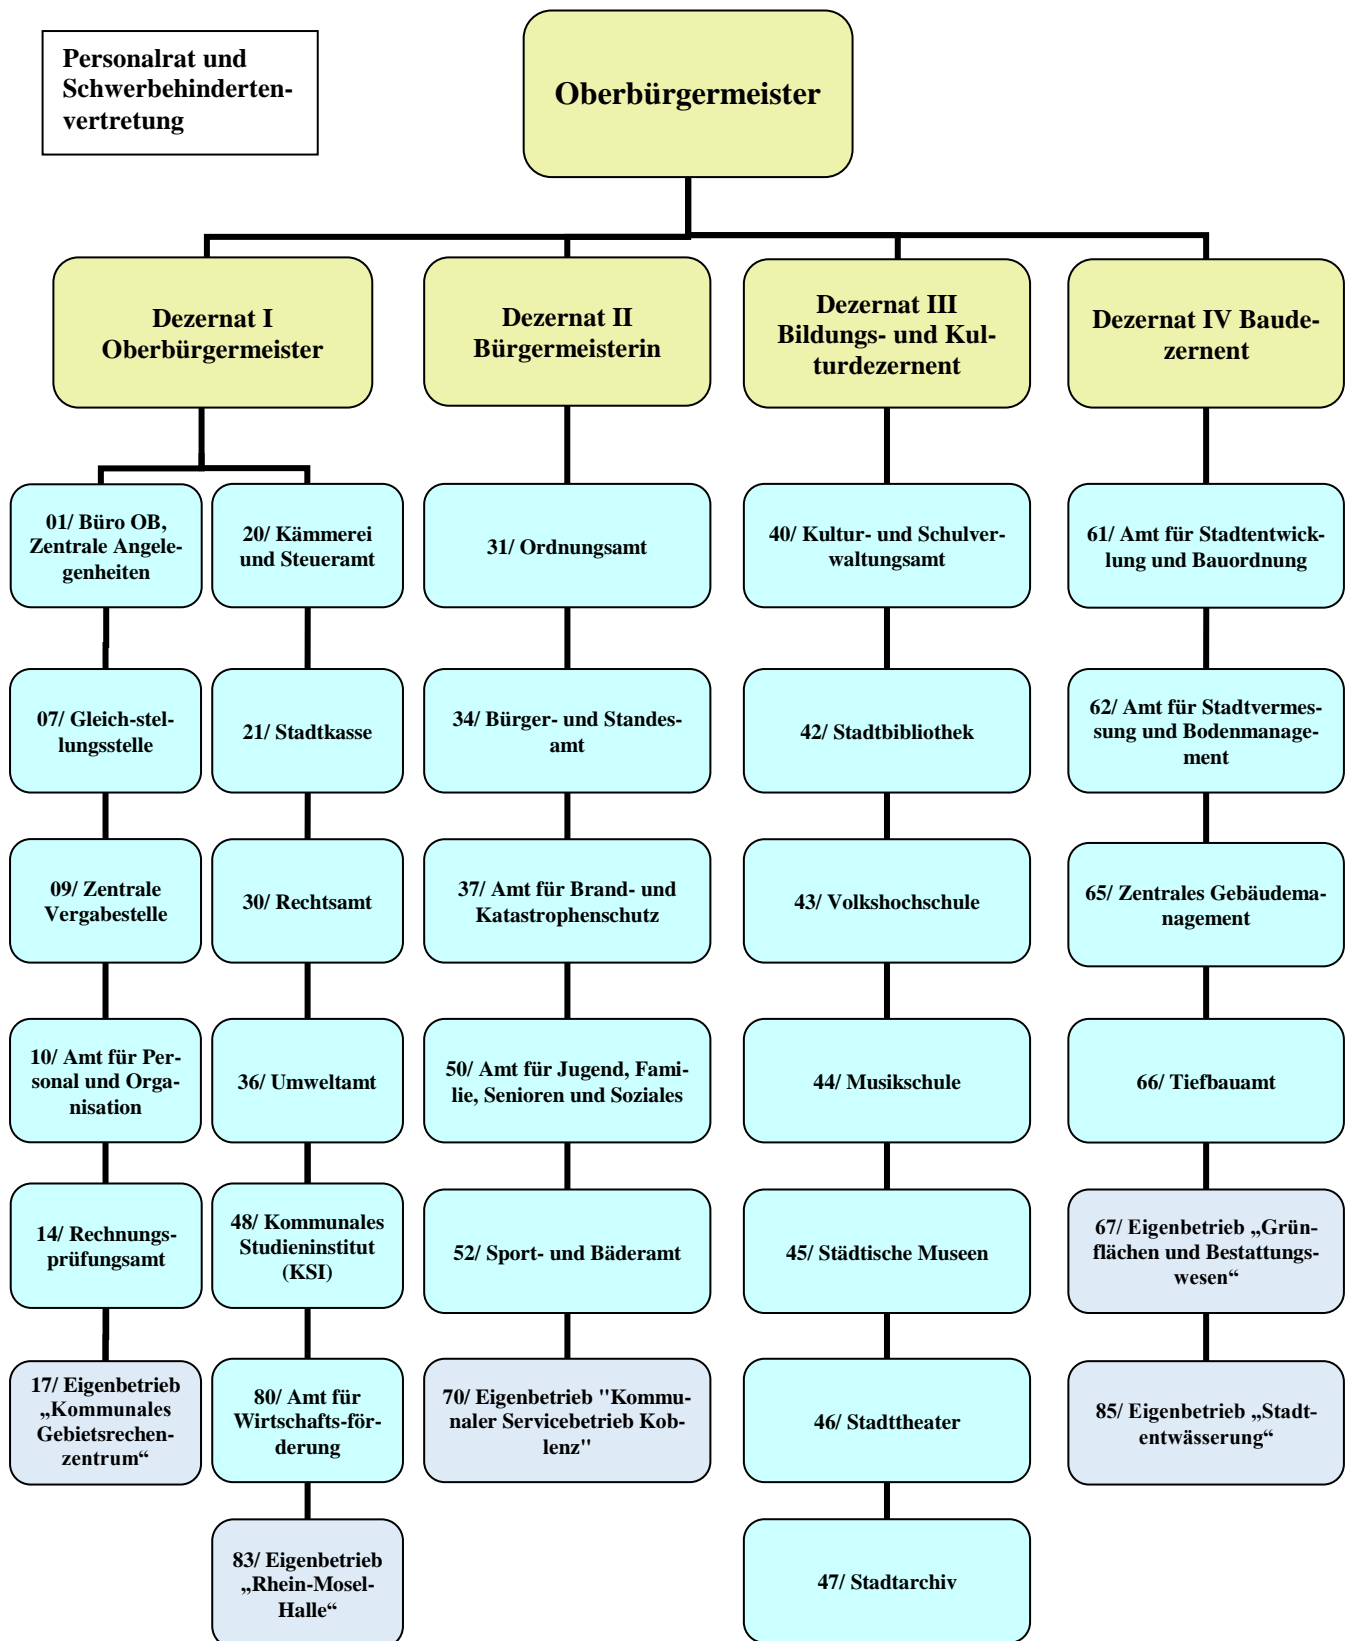 Personalrat und
Schwerbehinderten-
vertretung
Oberbürgermeister
Dezernat I
Oberbürgermeister
Dezernat II
Bürgermeisterin
Dezernat III
Bildungs- und Kul-
turdezernent
Dezernat IV Baude-
zernent
01/ Büro OB,
Zentrale Angele-
genheiten
07/ Gleich-stel-
lungsstelle
09/ Zentrale
Vergabestelle
10/ Amt für Per-
sonal und Orga-
nisation
14/ Rechnungs-
prüfungsamt
17/ Eigenbetrieb
„Kommunales
Gebietsrechen-
zentrum“
20/ Kämmerei
und Steueramt
21/ Stadtkasse
30/ Rechtsamt
36/ Umweltamt
48/ Kommunales
Studieninstitut
(KSI)
80/ Amt für
Wirtschafts-för-
derung
83/ Eigenbetrieb
„Rhein-Mosel-
Halle“
31/ Ordnungsamt
34/ Bürger- und Standes-
amt
37/ Amt für Brand- und
Katastrophenschutz
50/ Amt für Jugend, Fami-
lie, Senioren und Soziales
52/ Sport- und Bäderamt
70/ Eigenbetrieb "Kommu-
naler Servicebetrieb Kob-
lenz"
40/ Kultur- und Schulver-
waltungsamt
42/ Stadtbibliothek
43/ Volkshochschule
44/ Musikschule
45/ Städtische Museen
46/ Stadttheater
47/ Stadtarchiv
61/ Amt für Stadtentwick-
lung und Bauordnung
62/ Amt für Stadtvermes-
sung und Bodenmanage-
ment
65/ Zentrales Gebäudema-
nagement
66/ Tiefbauamt
67/ Eigenbetrieb „Grün-
flächen und Bestattungs-
wesen“
85/ Eigenbetrieb „Stadt-
entwässerung“